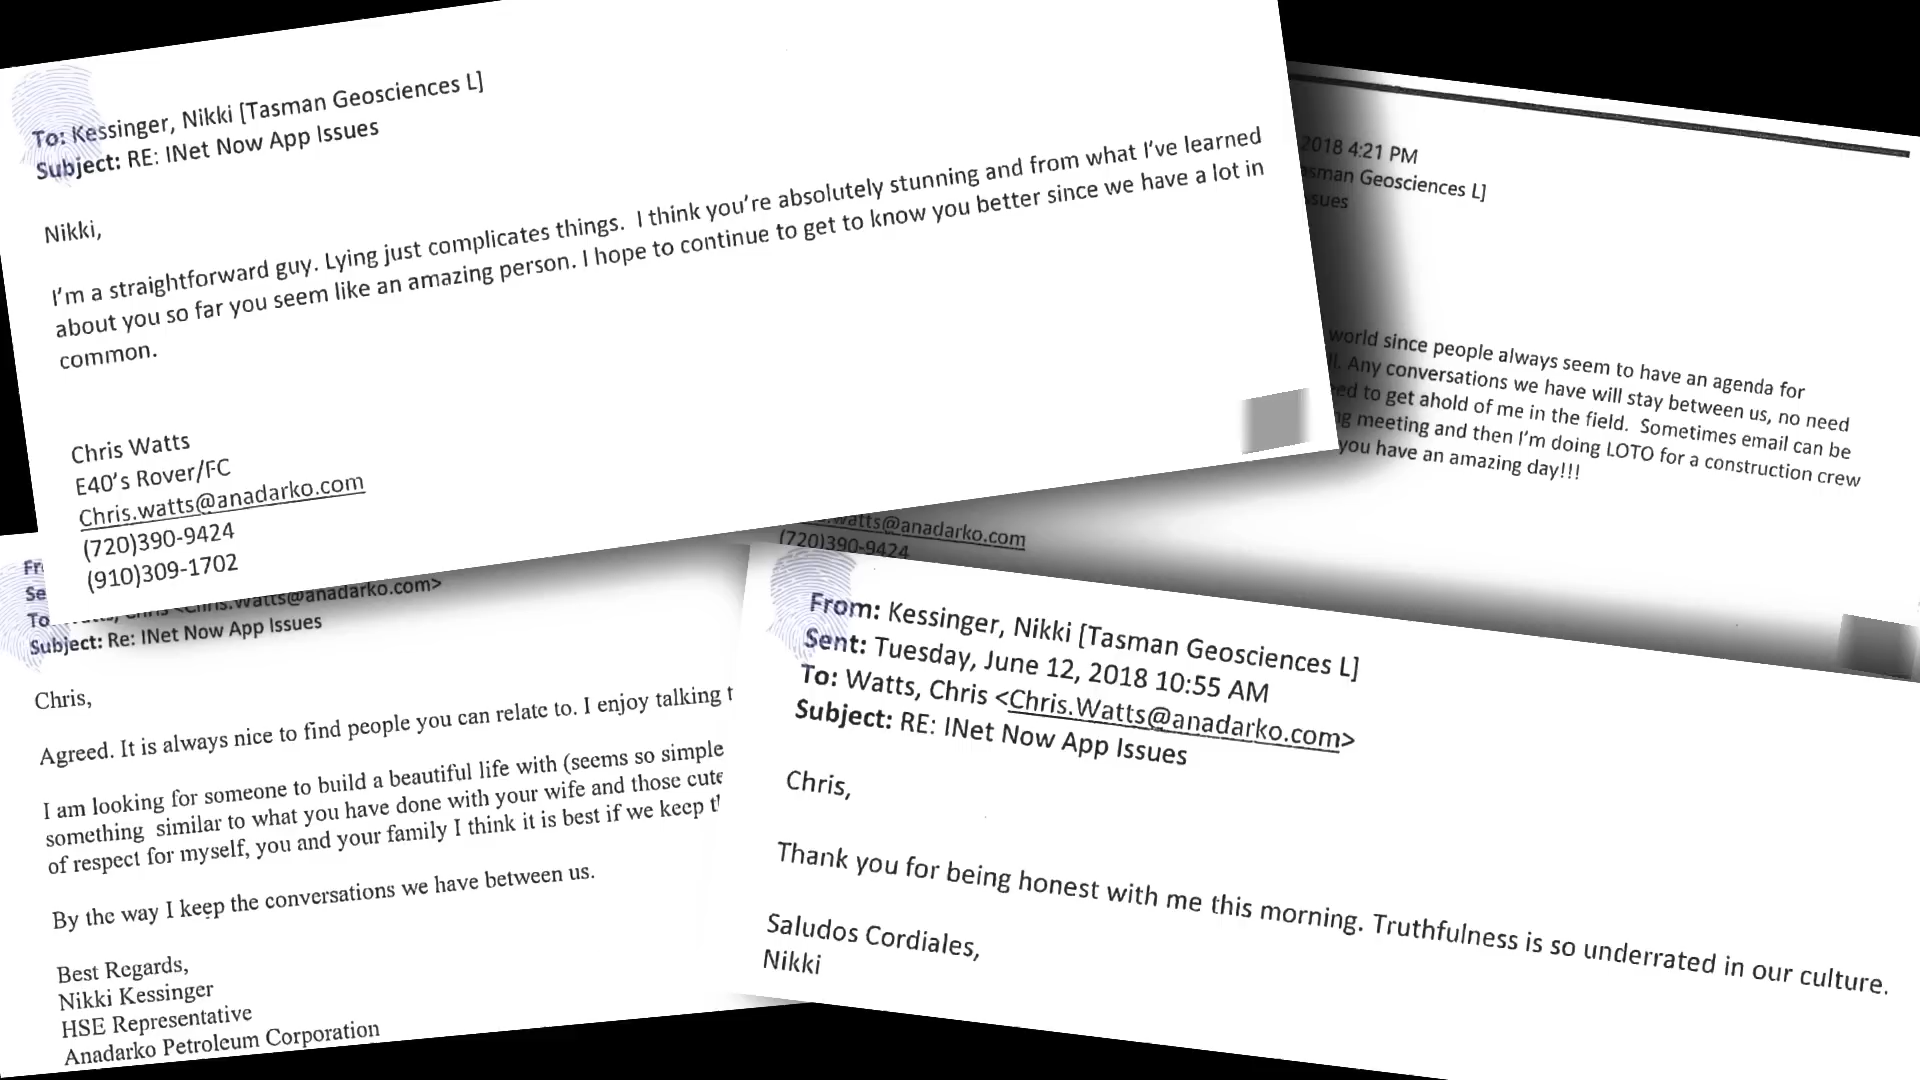 To: Kessinger, Nikki [Tasman Geosciences L]
Subject: RE: INet Now App Issues
Nikki,
I'm a straightforward guy. Lying just complicates things.  I think you're absolutely stunning and from what I've learned
about you so far you seem like an amazing person. I hope to continue to get to know you better since we have a lot in
common.
Chris Watts
E40's Rover/FC
Chris.watts@anadarko.com
(720)390-9424
(910)309-1702
2018 4:21 PM
Geosciences L]
world since people always seem to have an agenda for
Any conversations we have will stay between us, no need
to get ahold of me in the field.  Sometimes email can be
meeting and then I'm doing LOTO for a construction crew
you have an amazing day!!!
watts@anadarko.com
(720)390-9424
To
Chris.Watts@anadarko.com>
Subject: Re: INet Now App Issues
Chris,
Agreed. It is always nice to find people you can relate to. I enjoy talking
I am looking for someone to build a beautiful life with (seems so simple
something  similar to what you have done with your wife and those cute
of respect for myself, you and your family I think it is best if we keep
By the way I keep the conversations we have between us.
Best Regards,
Nikki Kessinger
HSE Representative
Anadarko Petroleum Corporation
From: Kessinger, Nikki [Tasman Geosciences L]
Sent: Tuesday, June 12, 2018 10:55 AM
To: Watts, Chris <Chris.Watts@anadarko.com>
Subject: RE: INet Now App Issues
Chris,
Thank you for being honest with me this morning. Truthfulness is so underrated in our culture.
Saludos Cordiales,
Nikki